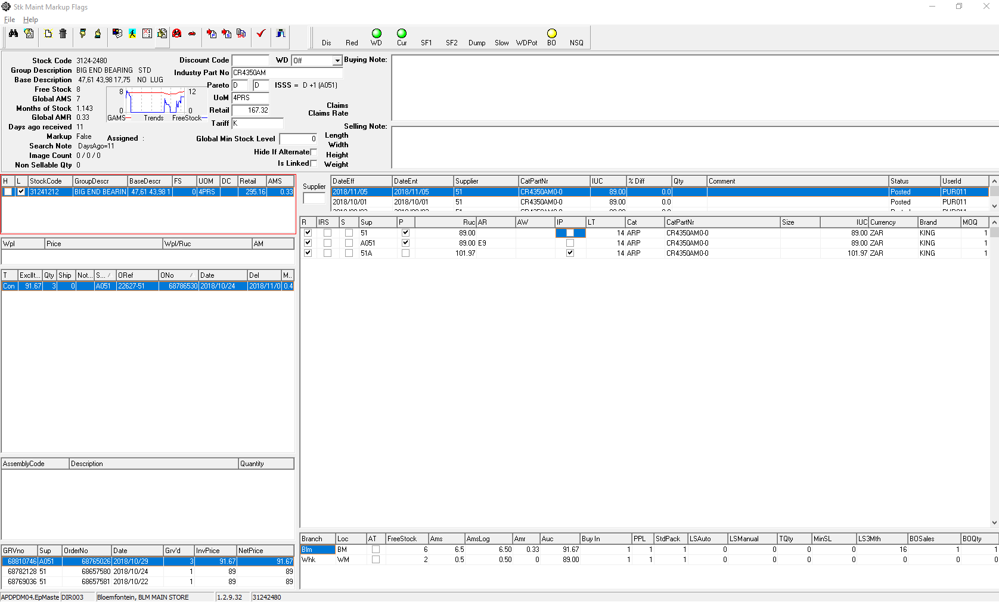 Stk Maint Markup Flags
File Help
Dis Red WD Cur SF1 SF2 Dump Slow WDPot BO NSQ
Stock Code 3124-2480
Group Description BIG END BEARING STD
Base Description 47,61 43,98 17,75 NO LUG
Free Stock 8
Global AMS 7
Months of Stock 1.143
Global AMR 0.33
Days ago received 11
Markup False
Search Note DaysAgo=11
Image Count 0 / 0 / 0
Non Sellable Qty 0
8 12
0 0
GAMS Trends FreeStock
Assigned :
Discount Code WD Off
Industry Part No CR4350AM
Pareto D D ISSS = D +1 (A051)
UoM 4PRS
Retail 167.32
Tariff K
Global Min Stock Level 0
Hide If Alternate
Is Linked
Buying Note:
Claims
Claims Rate
Selling Note:
Length
Width
Height
Weight
H L StockCode GroupDescr BaseDescr FS UOM DC Retail AMS
31241212 BIG END BEARIN 47,61 43,98 1 0 4PRS 295.16 0.33
Supplier
DateEff DateEnt Supplier CatPartNr IUC % Diff Qty Comment Status UserId
2018/11/05 2018/11/05 51 CR4350AM0-0 89.00 0.0 Posted PUR011
2018/10/01 2018/10/01 51 CR4350AM0-0 89.00 0.0 Posted PUR011
R IRS S Sup P Ruc AR AW IP LT Cat CatPartNr Size IUC Currency Brand MOQ
51 89.00 14 ARP CR4350AM0-0 89.00 ZAR KING 1
A051 89.00 E9 14 ARP CR4350AM0-0 89.00 ZAR KING 1
51A 101.97 14 ARP CR4350AM0-0 101.97 ZAR KING 1
Wpl Price Wpl/Ruc AM
T ExclIt... Qty Ship Not... S... ORef ONo Date Del M..
Con 91.67 3 0 A051 22627-51 68786530 2018/10/24 2018/11/0 0.4
AssemblyCode Description Quantity
GRVno Sup OrderNo Date Grv'd InvPrice NetPrice
68810746 A051 68765026 2018/10/29 3 91.67 91.67
68782128 51 68657580 2018/10/24 1 89 89
68769036 51 68657581 2018/10/22 1 89 89
Branch Loc AT FreeStock Ams AmsLog Amr Auc Buy In PPL StdPack LSAuto LSManual TQty MinSL LS3Mth BOSales BOQty
Blm BM 6 6.5 6.50 0.33 91.67 1 1 1 0 0 0 0 16 1 1
Whk WM 2 0.5 0.50 0 89.00 1 1 1 0 0 0 0 0 0 0
APDPDM04.EpMaste DIR003 Bloemfontein, BLM MAIN STORE 1.2.9.32 31242480